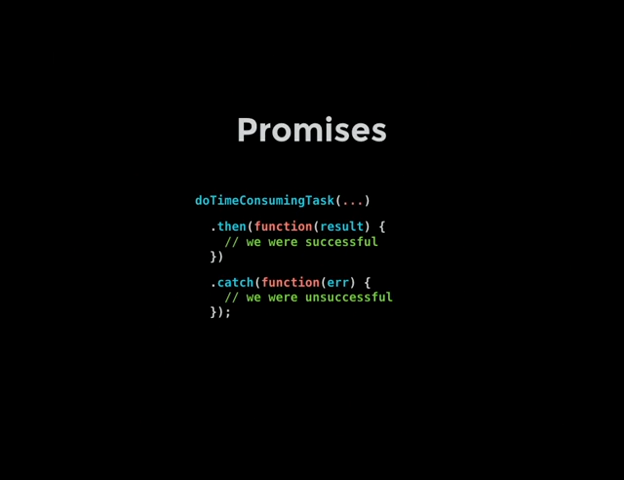 Promises
doTimeConsumingTask(...)
.then(function(result) {
// we were successful
})
.catch(function(err) {
// we were unsuccessful
});